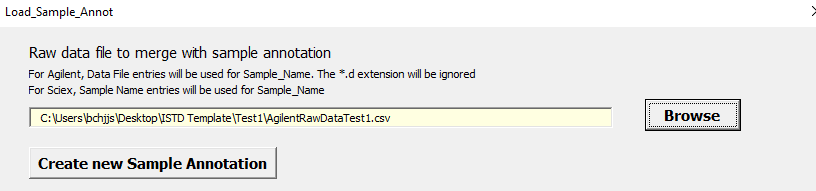 Load_Sample_Annot
Raw data file to merge with sample annotation
For Agilent, Data File entries will be used for Sample_Name. The *.d extension will be ignored
For Sciex, Sample Name entries will be used for Sample_Name
C:\Users\bchjjs\Desktop\ISTD Template\Test1\AgilentRawDataTest1.csv
Browse
Create new Sample Annotation